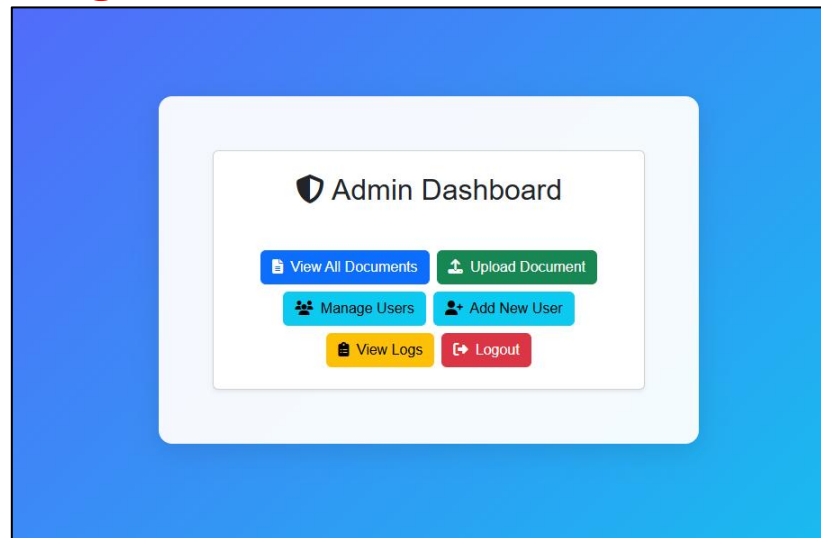 Admin Dashboard
View All Documents Upload Document
Manage Users Add New User
View Logs Logout